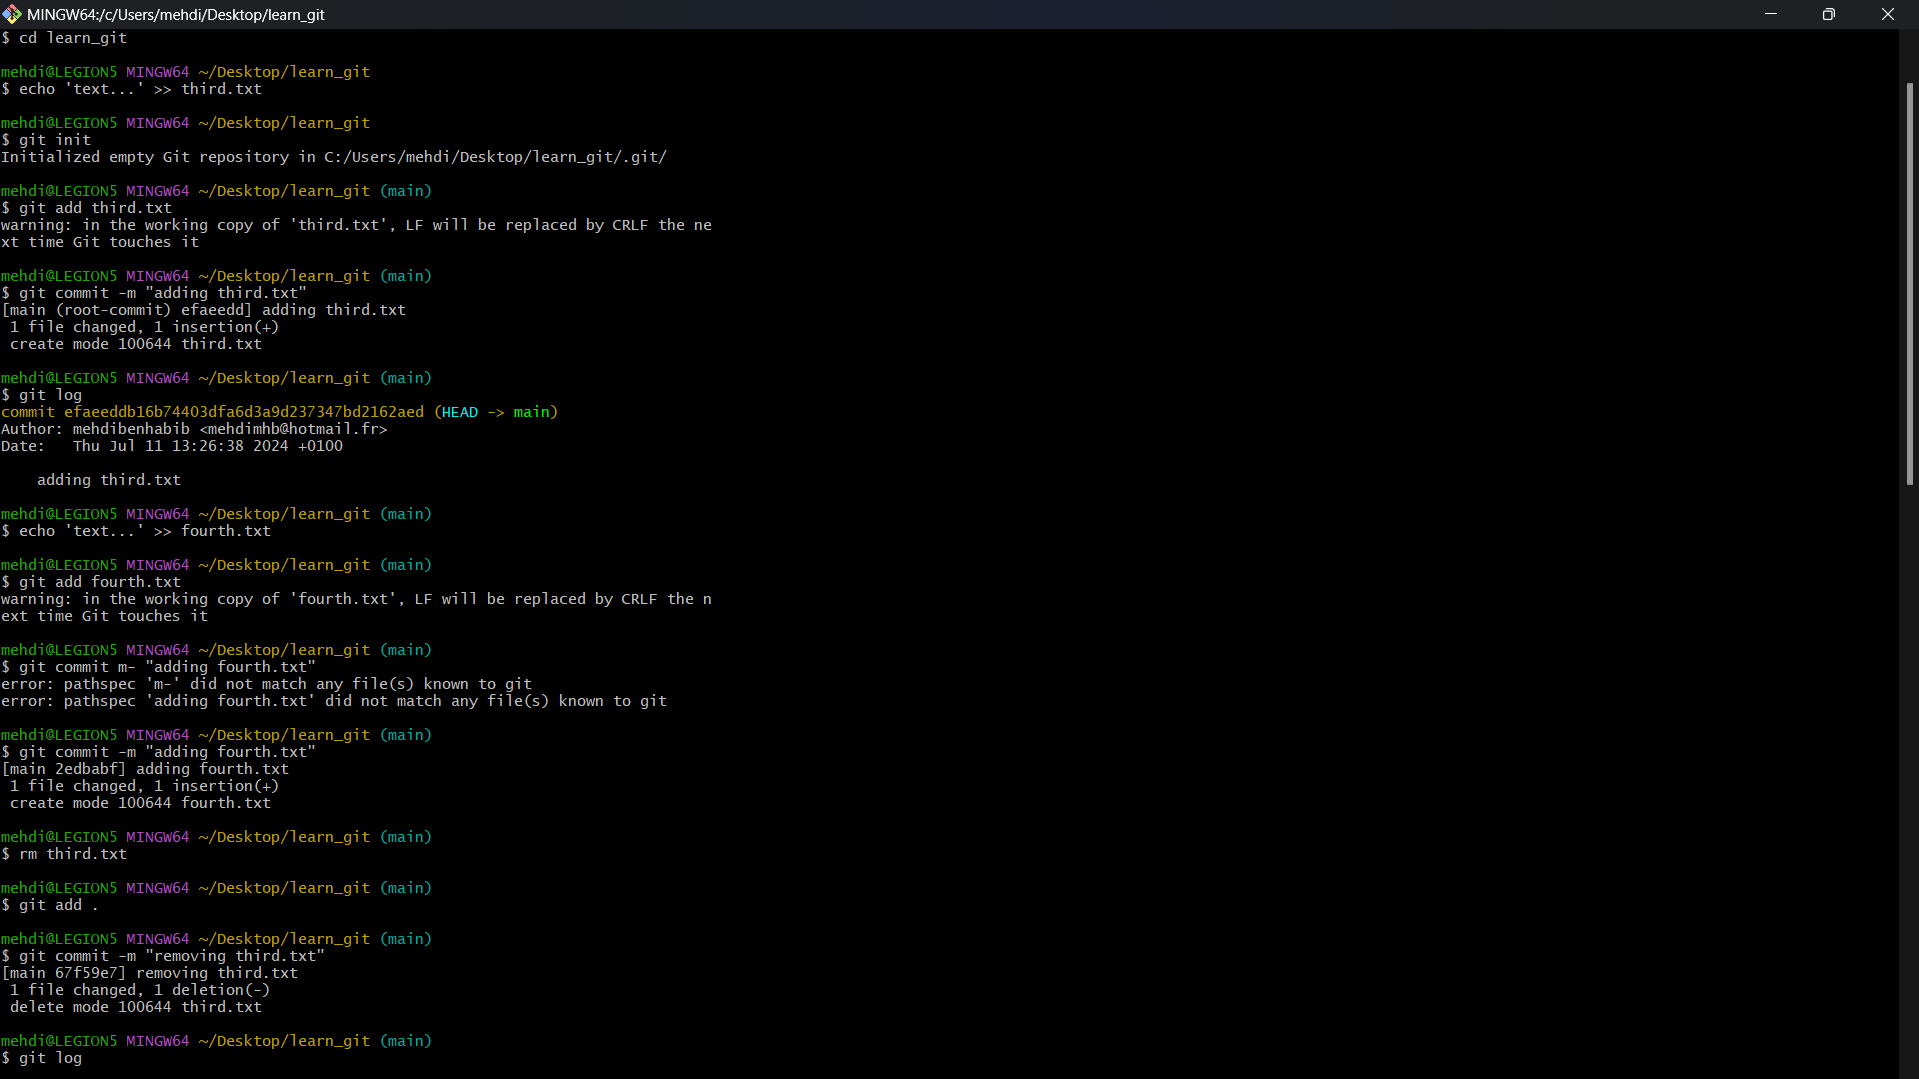 MINGW64:/c/Users/mehdi/Desktop/learn_git
$ cd learn_git
mehdi@LEGION5 MINGW64 ~/Desktop/learn_git
$ echo 'text...' >> third.txt
mehdi@LEGION5 MINGW64 ~/Desktop/learn_git
$ git init
Initialized empty Git repository in C:/Users/mehdi/Desktop/learn_git/.git/
mehdi@LEGION5 MINGW64 ~/Desktop/learn_git (main)
$ git add third.txt
warning: in the working copy of 'third.txt', LF will be replaced by CRLF the ne
xt time Git touches it
mehdi@LEGION5 MINGW64 ~/Desktop/learn_git (main)
$ git commit -m "adding third.txt"
[main (root-commit) efaeedd] adding third.txt
 1 file changed, 1 insertion(+)
 create mode 100644 third.txt
mehdi@LEGION5 MINGW64 ~/Desktop/learn_git (main)
$ git log
commit efaeeddb16b74403dfa6d3a9d237347bd2162aed (HEAD -> main)
Author: mehdibenhabib <mehdimhb@hotmail.fr>
Date:   Thu Jul 11 13:26:38 2024 +0100
    adding third.txt
mehdi@LEGION5 MINGW64 ~/Desktop/learn_git (main)
$ echo 'text...' >> fourth.txt
mehdi@LEGION5 MINGW64 ~/Desktop/learn_git (main)
$ git add fourth.txt
warning: in the working copy of 'fourth.txt', LF will be replaced by CRLF the n
ext time Git touches it
mehdi@LEGION5 MINGW64 ~/Desktop/learn_git (main)
$ git commit m- "adding fourth.txt"
error: pathspec 'm-' did not match any file(s) known to git
error: pathspec 'adding fourth.txt' did not match any file(s) known to git
mehdi@LEGION5 MINGW64 ~/Desktop/learn_git (main)
$ git commit -m "adding fourth.txt"
[main 2edbabf] adding fourth.txt
 1 file changed, 1 insertion(+)
 create mode 100644 fourth.txt
mehdi@LEGION5 MINGW64 ~/Desktop/learn_git (main)
$ rm third.txt
mehdi@LEGION5 MINGW64 ~/Desktop/learn_git (main)
$ git add .
mehdi@LEGION5 MINGW64 ~/Desktop/learn_git (main)
$ git commit -m "removing third.txt"
[main 67f59e7] removing third.txt
 1 file changed, 1 deletion(-)
 delete mode 100644 third.txt
mehdi@LEGION5 MINGW64 ~/Desktop/learn_git (main)
$ git log